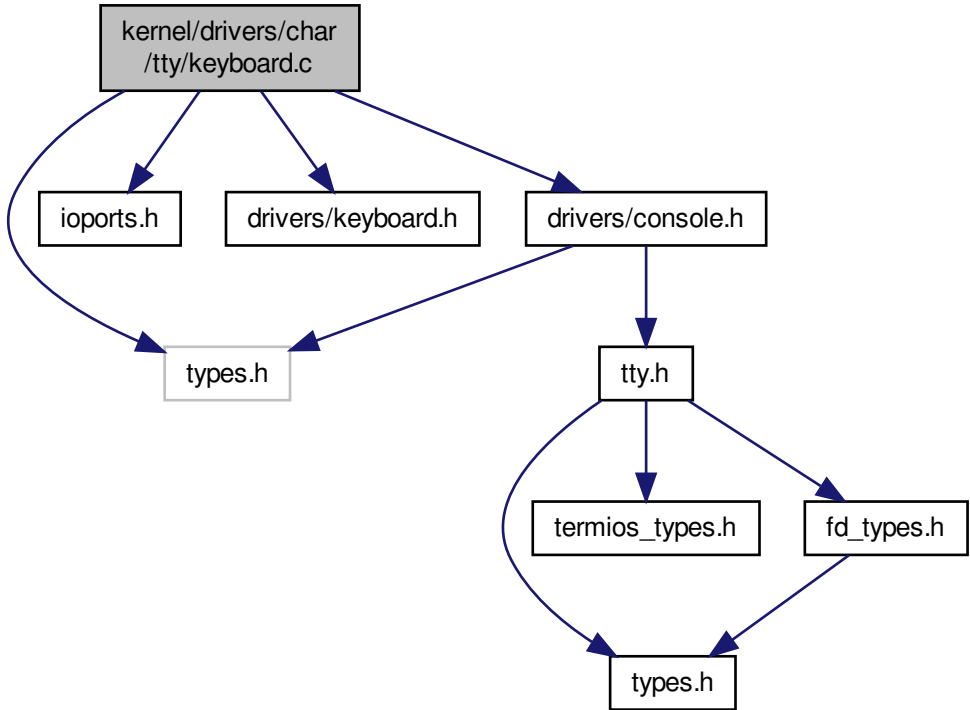 kernel/drivers/char
/tty/keyboard.c
ioports.h
drivers/keyboard.h
drivers/console.h
types.h
tty.h
termios_types.h
fd_types.h
types.h